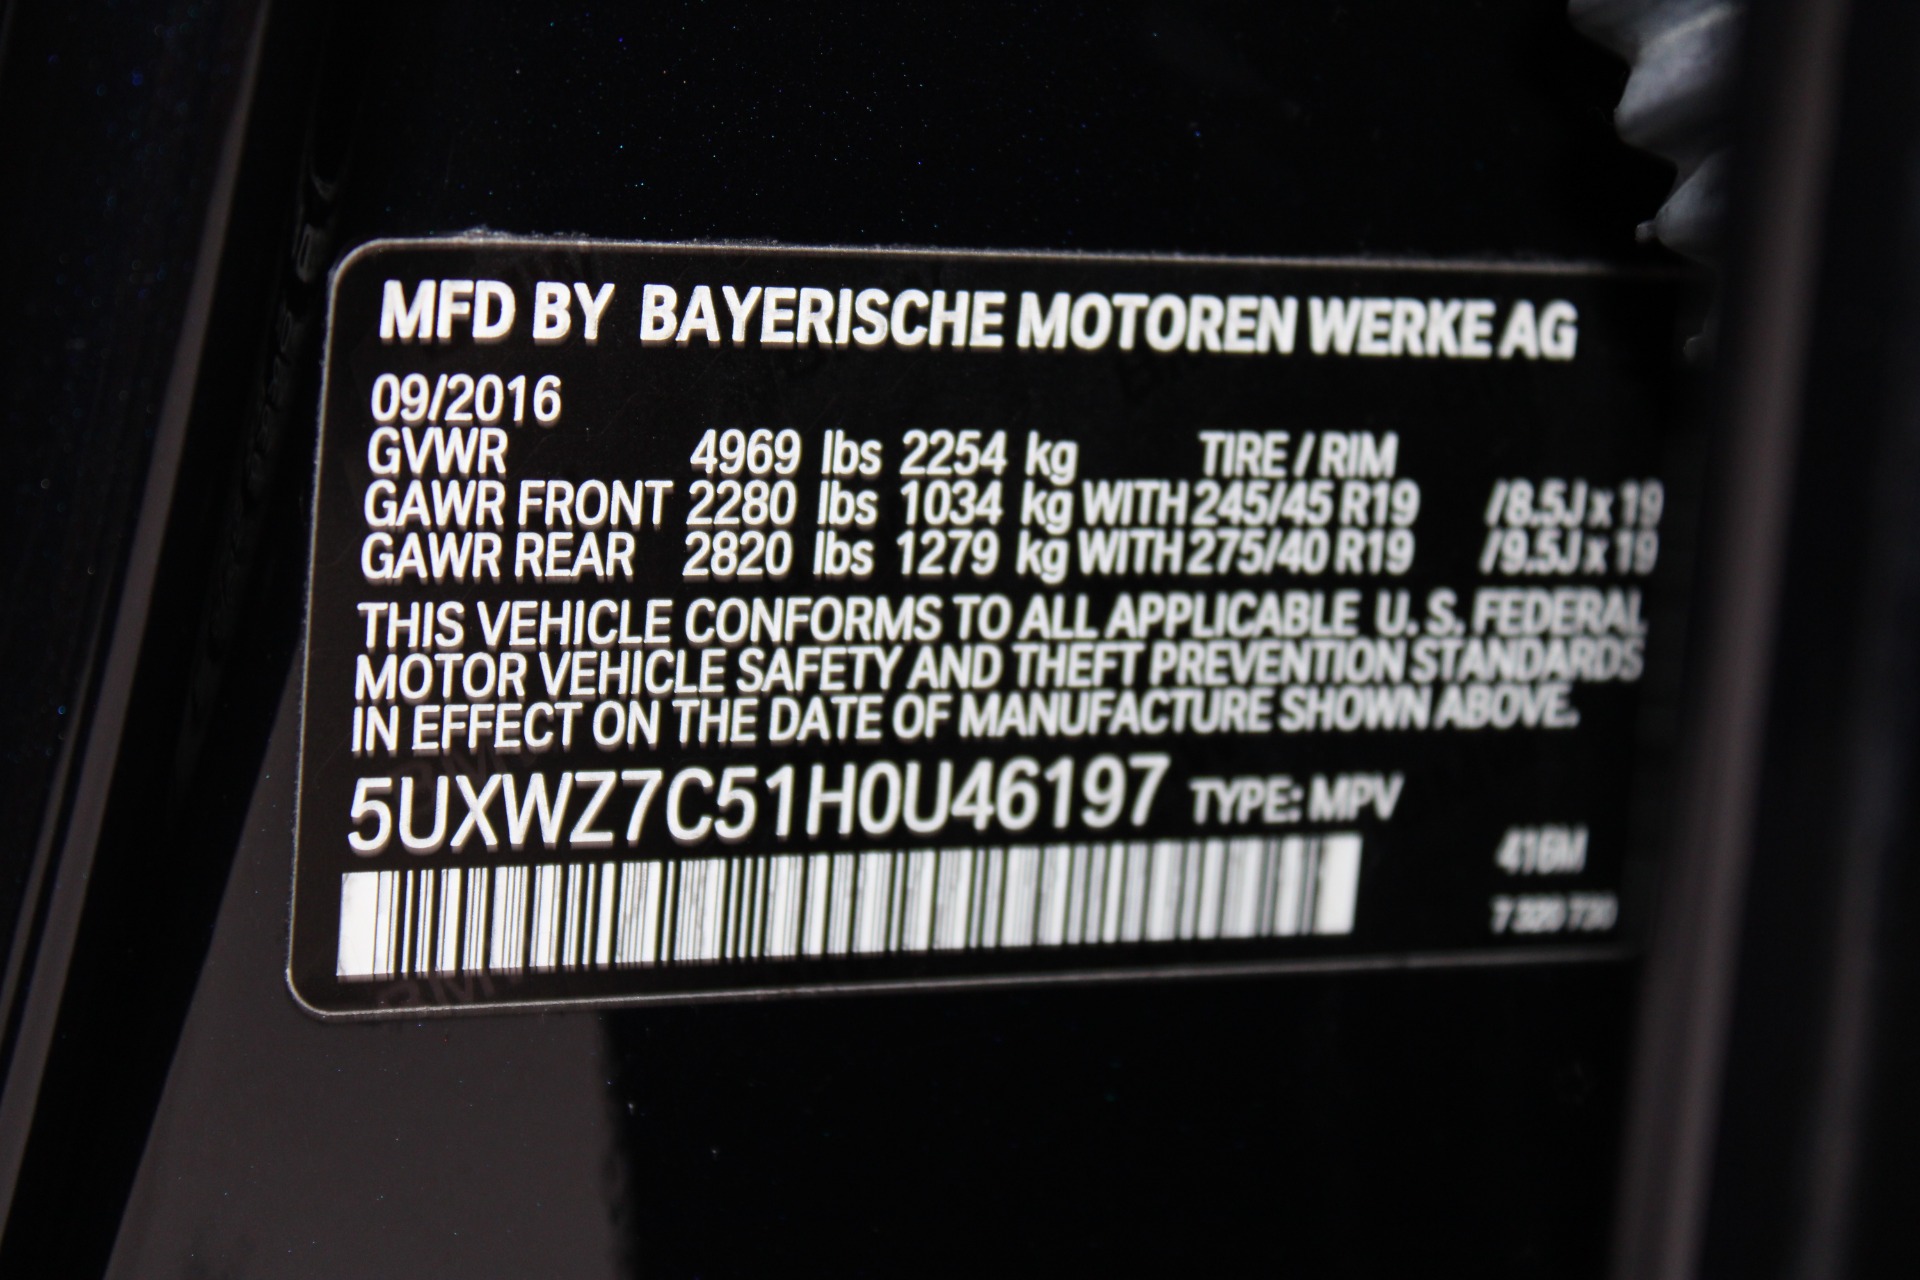 MFD BY BAYERISCHE MOTOREN WERKE AG
09/2016
GVWR 4969 lbs 2254 kg TIRE / RIM
GAWR FRONT 2280 lbs 1034 kg WITH 245/45 R19 /8.5J x 19
GAWR REAR 2820 lbs 1279 kg WITH 275/40 R19 /9.5J x 19
THIS VEHICLE CONFORMS TO ALL APPLICABLE U. S. FEDERAL
MOTOR VEHICLE SAFETY AND THEFT PREVENTION STANDARDS
IN EFFECT ON THE DATE OF MANUFACTURE SHOWN ABOVE.
5UXWZ7C51H0U46197 TYPE: MPV
416M